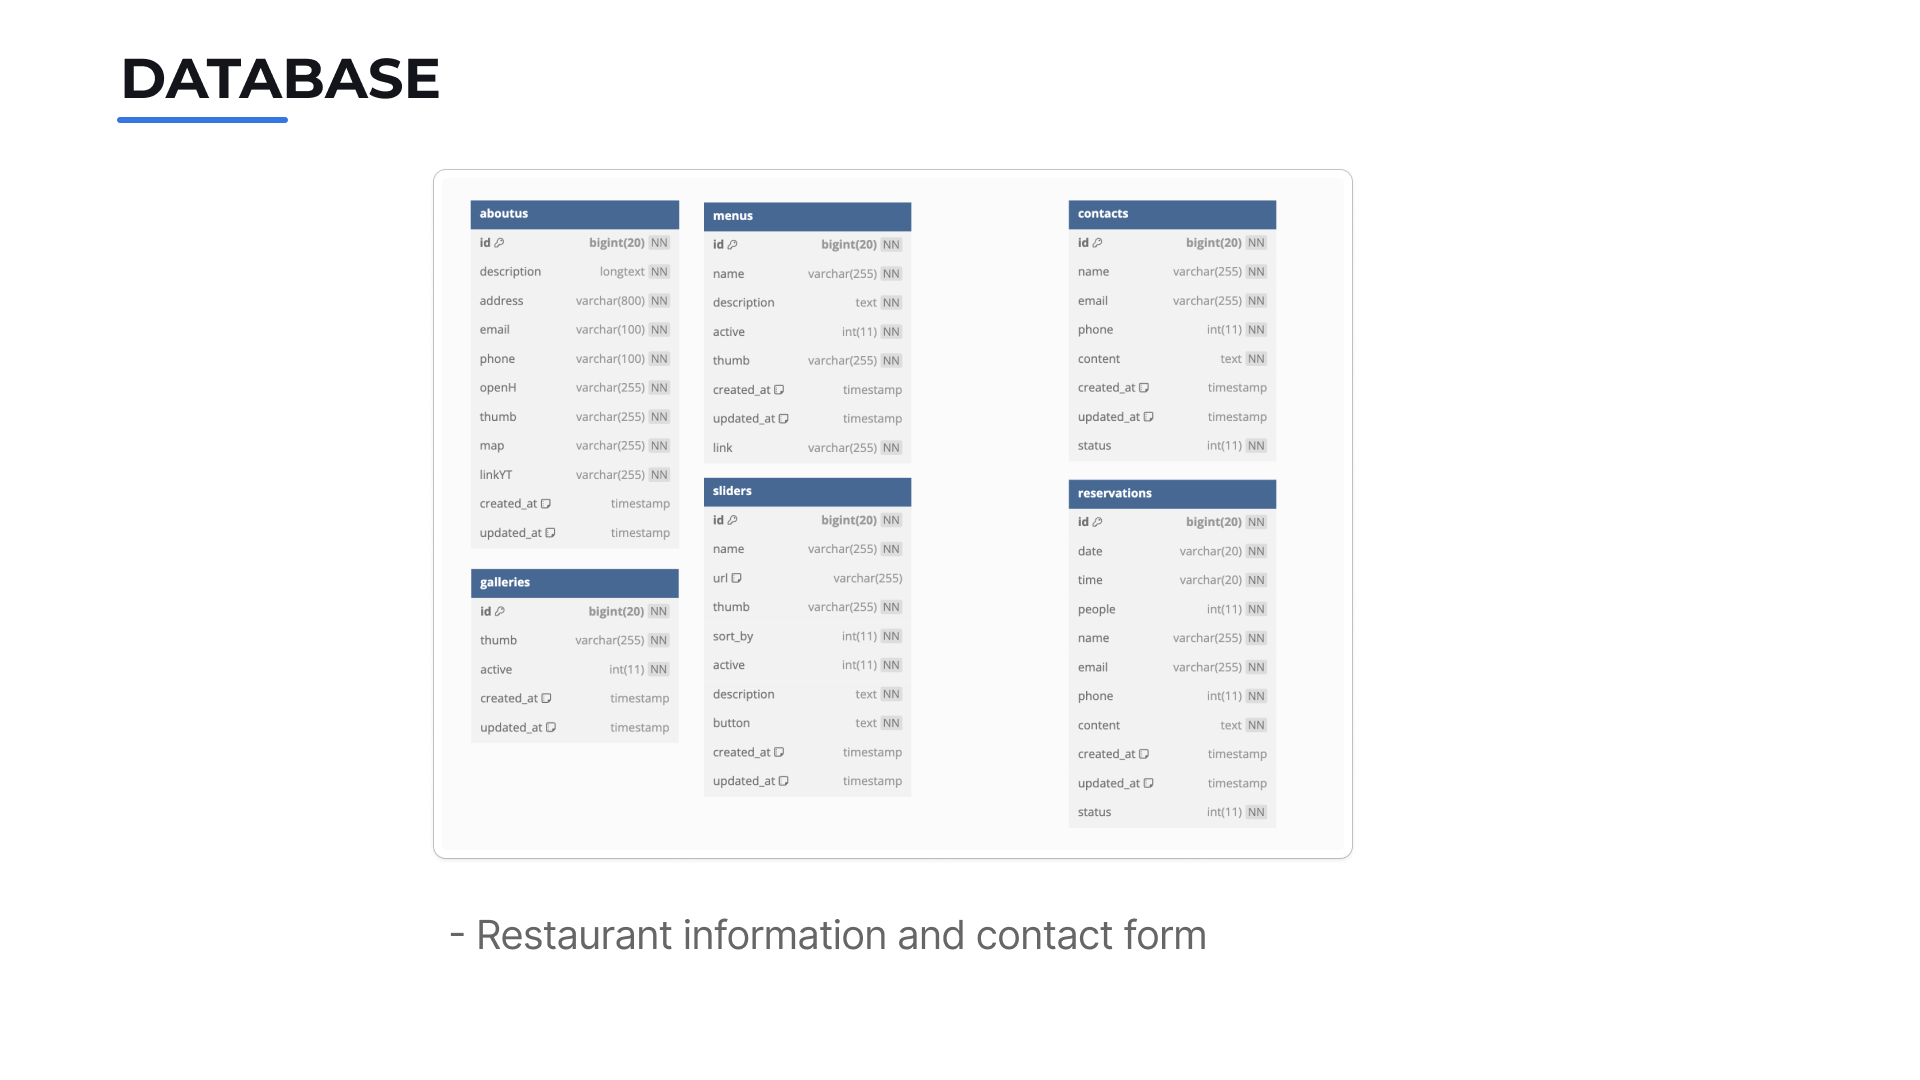 DATABASE
aboutus
id bigint(20) NN
description longtext NN
address varchar(800) NN
email varchar(100) NN
phone varchar(100) NN
openH varchar(255) NN
thumb varchar(255) NN
map varchar(255) NN
linkYT varchar(255) NN
created_at timestamp
updated_at timestamp
galleries
id bigint(20) NN
thumb varchar(255) NN
active int(11) NN
created_at timestamp
updated_at timestamp
menus
id bigint(20) NN
name varchar(255) NN
description text NN
active int(11) NN
thumb varchar(255) NN
created_at timestamp
updated_at timestamp
link varchar(255) NN
sliders
id bigint(20) NN
name varchar(255) NN
url varchar(255)
thumb varchar(255) NN
sort_by int(11) NN
active int(11) NN
description text NN
button text NN
created_at timestamp
updated_at timestamp
contacts
id bigint(20) NN
name varchar(255) NN
email varchar(255) NN
phone int(11) NN
content text NN
created_at timestamp
updated_at timestamp
status int(11) NN
reservations
id bigint(20) NN
date varchar(20) NN
time varchar(20) NN
people int(11) NN
name varchar(255) NN
email varchar(255) NN
phone int(11) NN
content text NN
created_at timestamp
updated_at timestamp
status int(11) NN
- Restaurant information and contact form